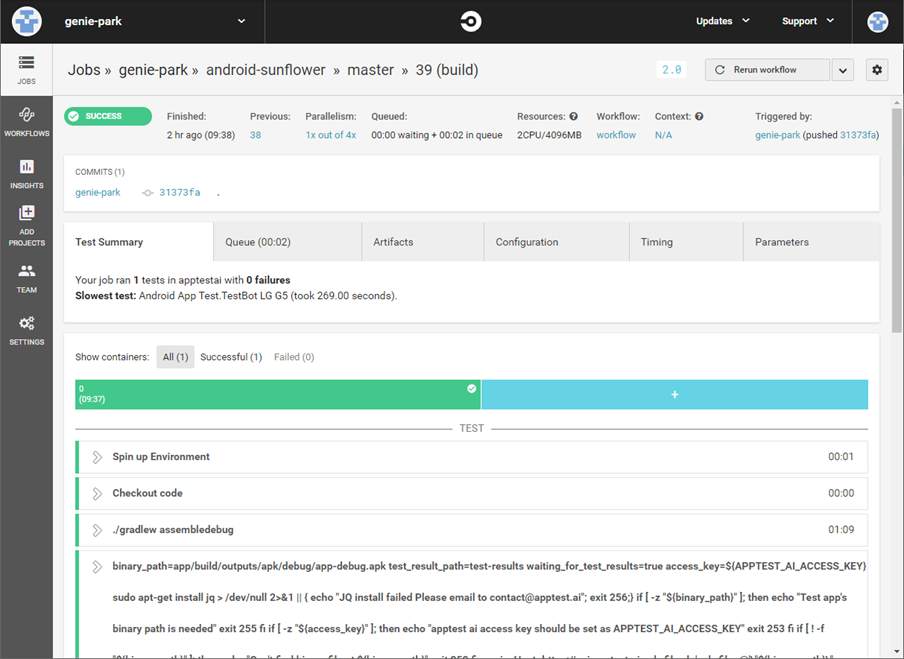 genie-park
Updates
Support
JOBS
WORKFLOWS
INSIGHTS
ADD
PROJECTS
TEAM
SETTINGS
Jobs » genie-park » android-sunflower » master » 39 (build)
2.0
Rerun workflow
SUCCESS
Finished:
2 hr ago (09:38)
Previous:
38
Parallelism:
1x out of 4x
Queued:
00:00 waiting + 00:02 in queue
Resources: ?
2CPU/4096MB
Workflow:
workflow
Context: ?
N/A
Triggered by:
genie-park (pushed 31373fa)
COMMITS (1)
genie-park 31373fa .
Test Summary
Queue (00:02)
Artifacts
Configuration
Timing
Parameters
Your job ran 1 tests in apptestai with 0 failures
Slowest test: Android App Test.TestBot LG G5 (took 269.00 seconds).
Show containers: All (1) Successful (1) Failed (0)
0
(09:37)
+
TEST
Spin up Environment 00:01
Checkout code 00:00
./gradlew assembledebug 01:09
binary_path=app/build/outputs/apk/debug/app-debug.apk test_result_path=test-results waiting_for_test_results=true access_key=${APPTEST_AI_ACCESS_KEY}
sudo apt-get install jq > /dev/null 2>&1 || { echo "JQ install failed Please email to contact@apptest.ai"; exit 256;} if [ -z "${binary_path}" ]; then echo "Test app's
binary path is needed" exit 255 fi if [ -z "${access_key}" ]; then echo "apptest ai access key should be set as APPTEST_AI_ACCESS_KEY" exit 253 fi if [ ! -f